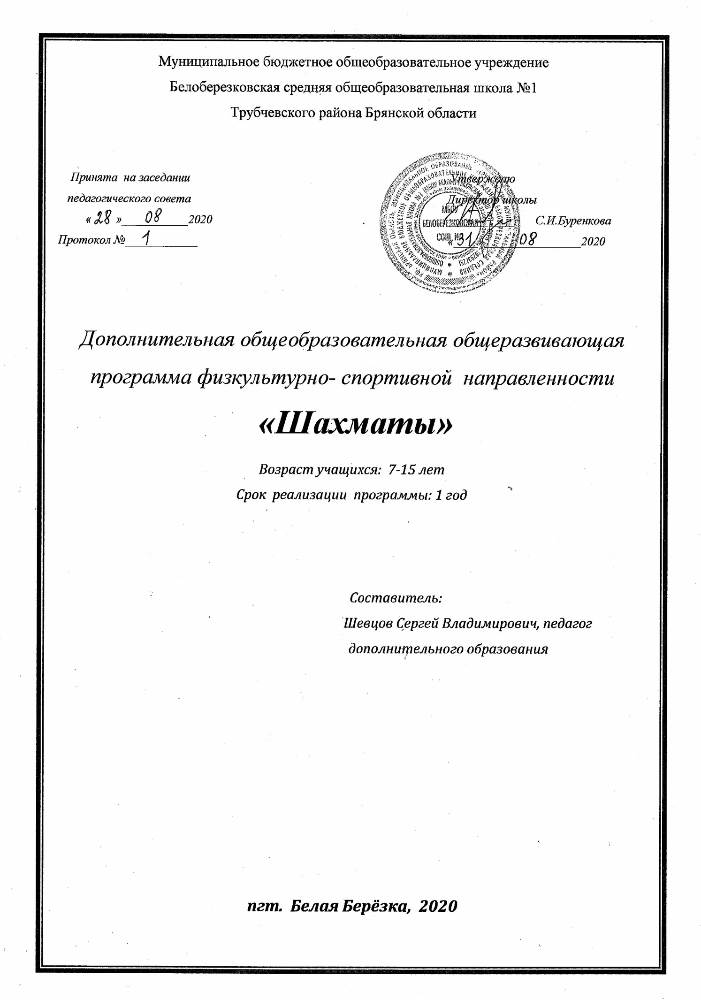 Муниципальное бюджетное общеобразовательное учреждение
Белоберезковская средняя общеобразовательная школа №1
Трубчевского района Брянской области
Принята на заседании
педагогического совета
« 28 » 08 2020
Протокол № 1
Утверждаю
Директор школы
С.И.Буренкова
« 31 » 08 2020
МБОУ
БЕЛОБЕРЕЗКОВСКАЯ
СОШ №1
Дополнительная общеобразовательная общеразвивающая
программа физкультурно- спортивной направленности
«Шахматы»
Возраст учащихся: 7-15 лет
Срок реализации программы: 1 год
Составитель:
Шевцов Сергей Владимирович, педагог
дополнительного образования
пгт. Белая Берёзка, 2020